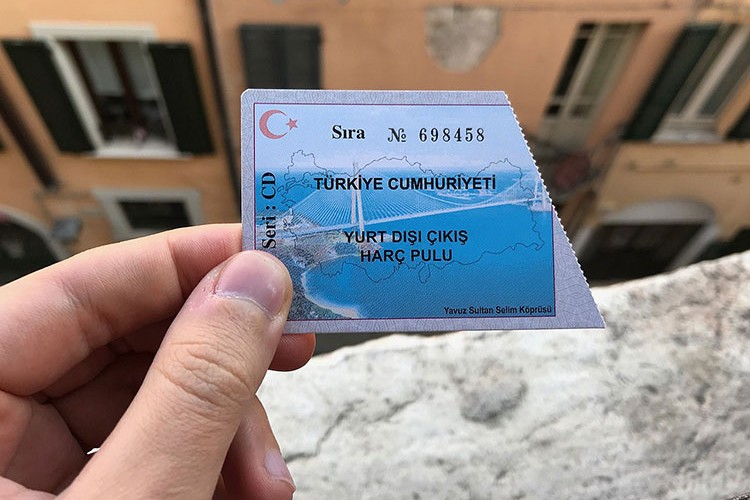 Sıra № 698458
Seri : CD
TÜRKİYE CUMHURİYETİ
YURT DIŞI ÇIKIŞ
HARÇ PULU
Yavuz Sultan Selim Köprüsü